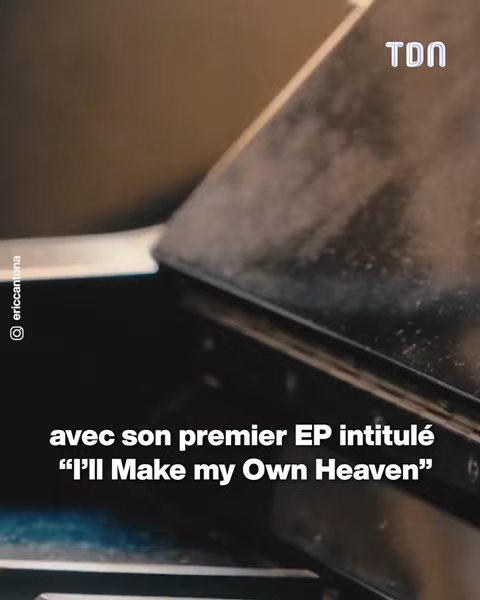 TDN
ericcantona
avec son premier EP intitulé
“I’ll Make my Own Heaven”